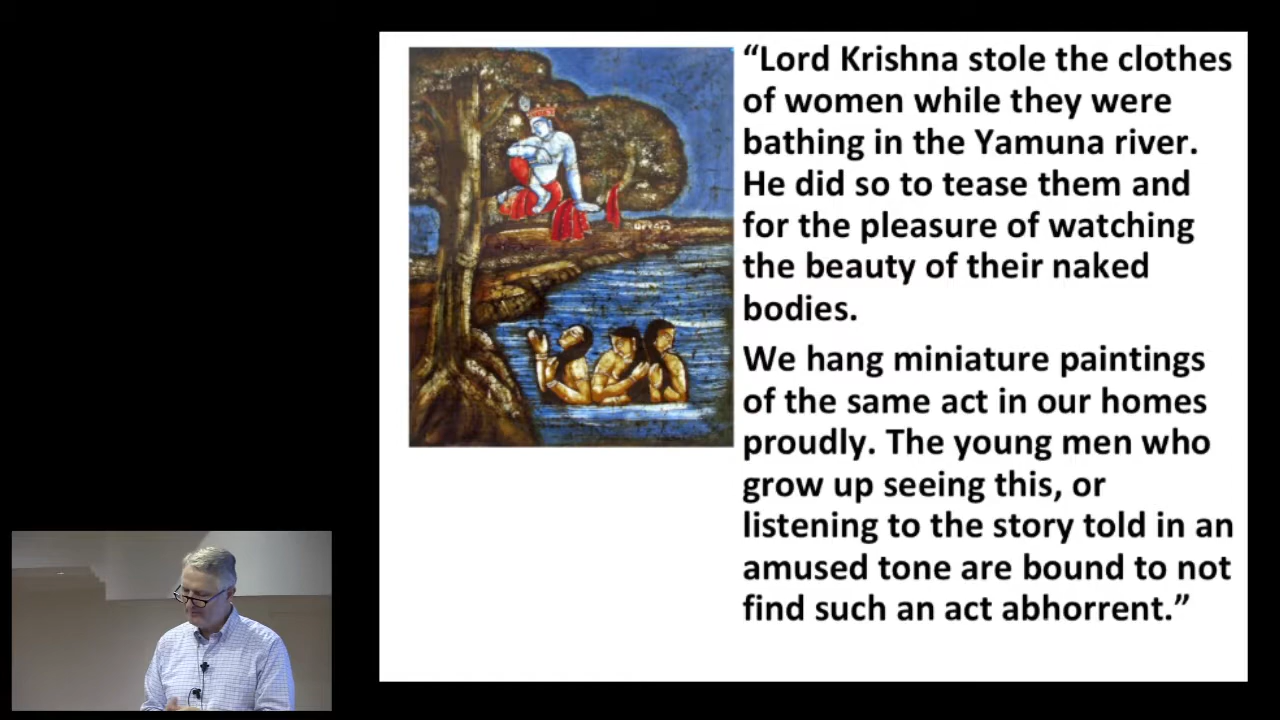 “Lord Krishna stole the clothes
of women while they were
bathing in the Yamuna river.
He did so to tease them and
for the pleasure of watching
the beauty of their naked
bodies.
We hang miniature paintings
of the same act in our homes
proudly. The young men who
grow up seeing this, or
listening to the story told in an
amused tone are bound to not
find such an act abhorrent.”